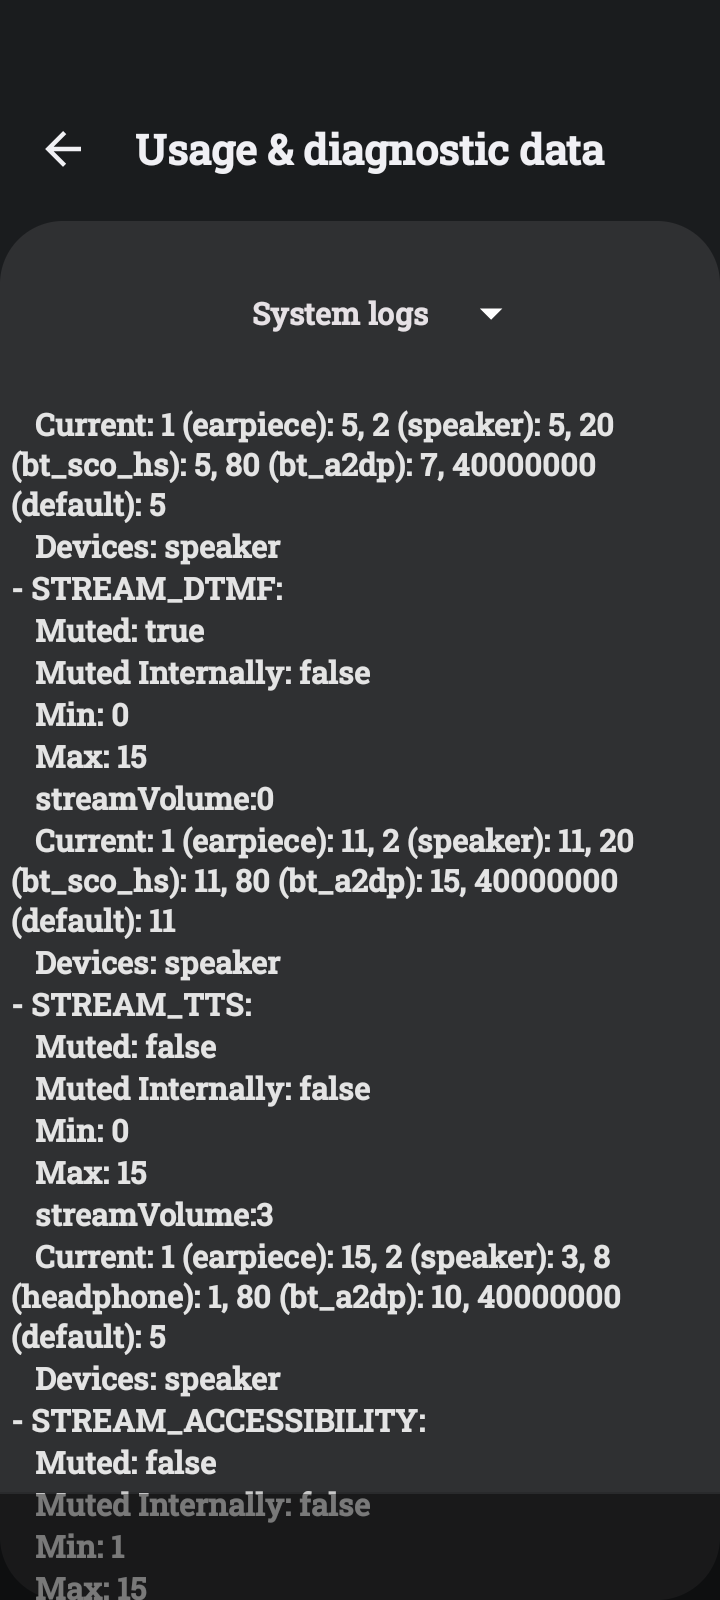 Usage & diagnostic data
System logs
Current: 1 (earpiece): 5, 2 (speaker): 5, 20
(bt_sco_hs): 5, 80 (bt_a2dp): 7, 40000000
(default): 5
Devices: speaker
- STREAM_DTMF:
Muted: true
Muted Internally: false
Min: 0
Max: 15
streamVolume:0
Current: 1 (earpiece): 11, 2 (speaker): 11, 20
(bt_sco_hs): 11, 80 (bt_a2dp): 15, 40000000
(default): 11
Devices: speaker
- STREAM_TTS:
Muted: false
Muted Internally: false
Min: 0
Max: 15
streamVolume:3
Current: 1 (earpiece): 15, 2 (speaker): 3, 8
(headphone): 1, 80 (bt_a2dp): 10, 40000000
(default): 5
Devices: speaker
- STREAM_ACCESSIBILITY:
Muted: false
Muted Internally: false
Min: 1
Max: 15